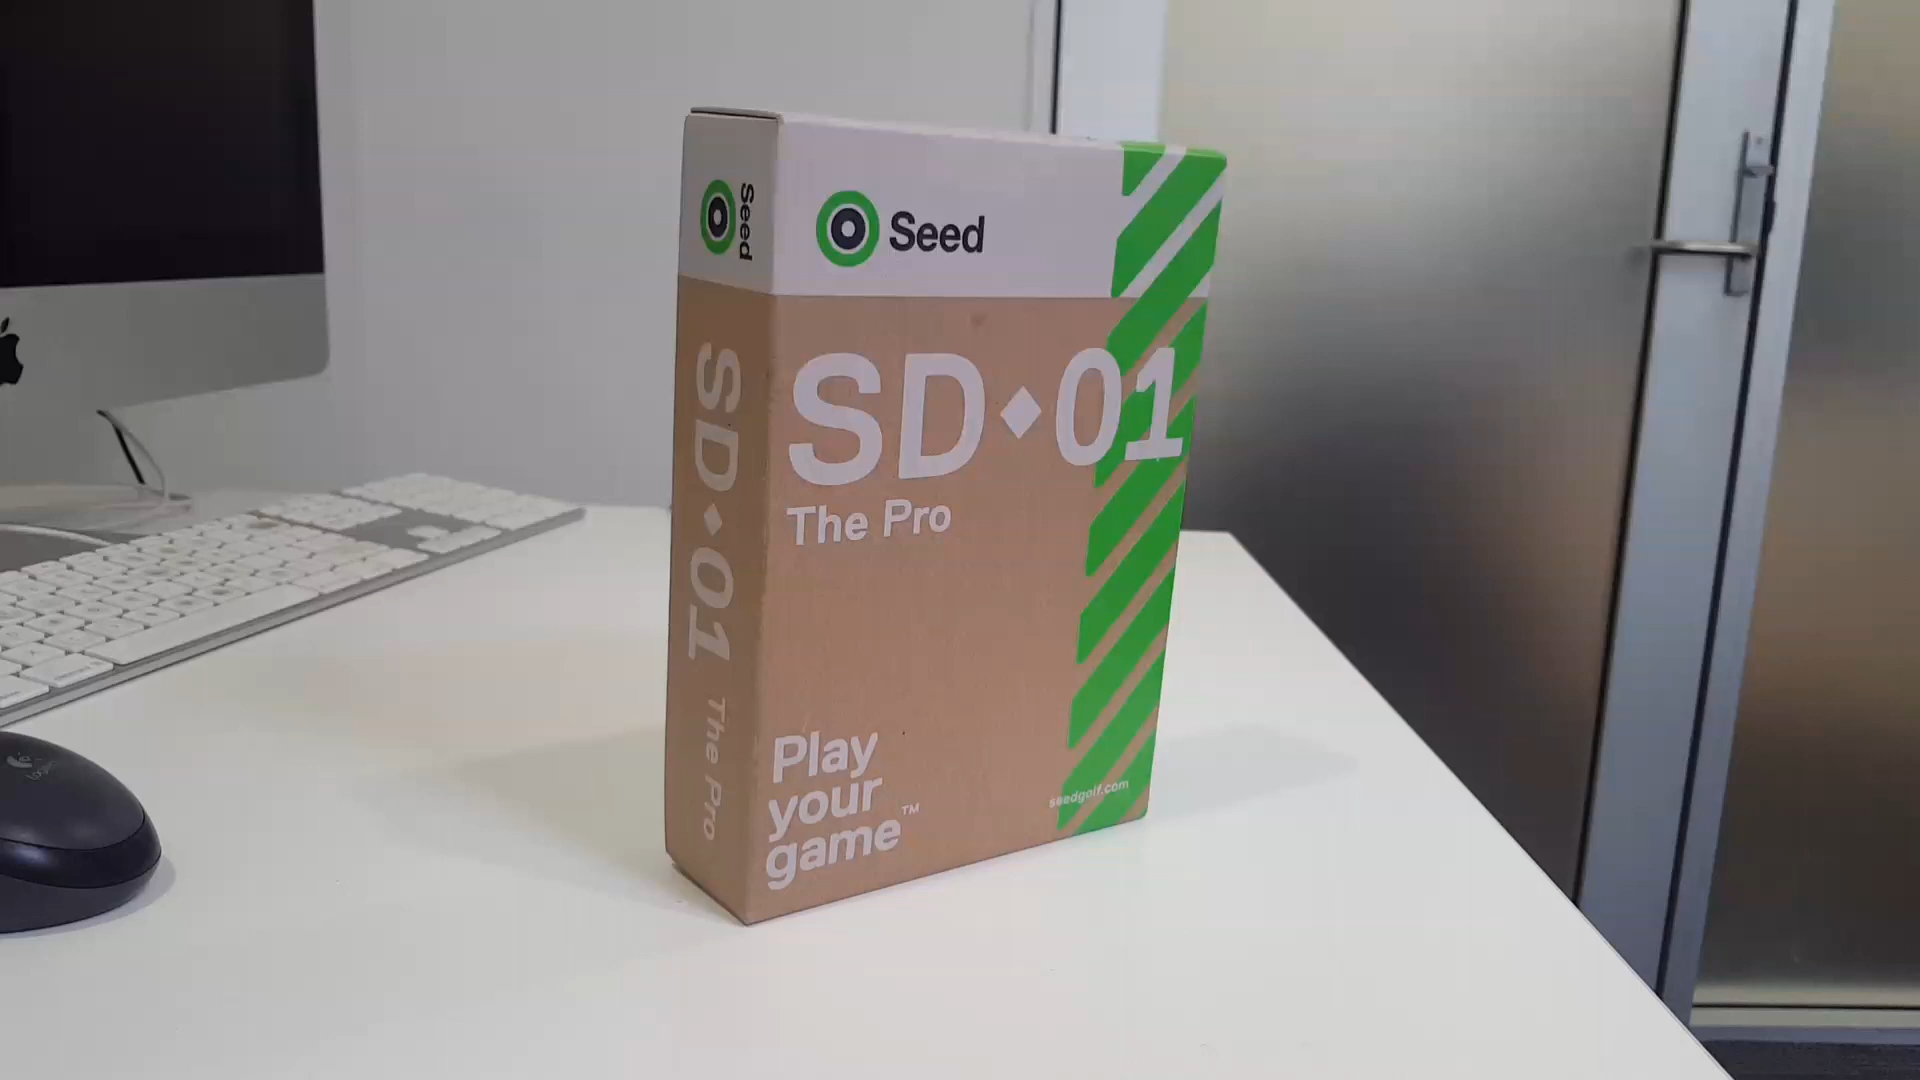 Seed
SD◆01
The Pro
Seed
SD◆01
The Pro
Play
your
game™
seedgolf.com